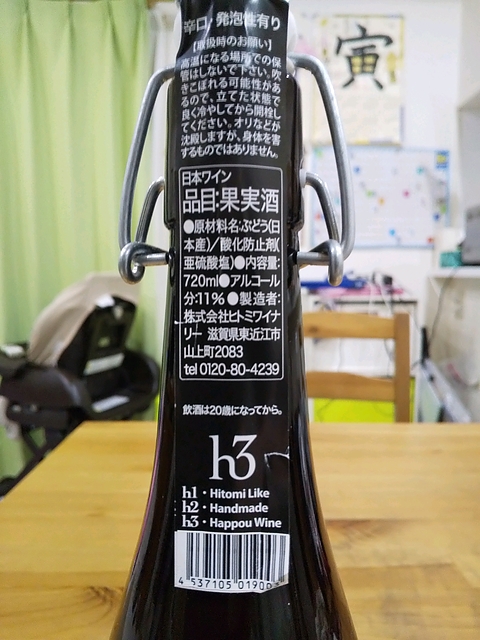 辛口・発泡性有り
【取扱時のお願い】
高温になる場所での保
管はしないで下さい。吹
きこぼれる可能性があ
るので、立てた状態で
良く冷やしてから開栓し
てください。オリなどが
沈殿しますが、身体を害
するものではありません。
日本ワイン
品目:果実酒
●原材料名:ぶどう(日
本産)/酸化防止剤(
亜硫酸塩)●内容量:
720ml●アルコール
分:11%●製造者:
株式会社ヒトミワイナ
リー 滋賀県東近江市
山上町2083
tel 0120-80-4239
飲酒は20歳になってから。
h3
h1・Hitomi Like
h2・Handmade
h3・Happou Wine
4 537105 01900
寅